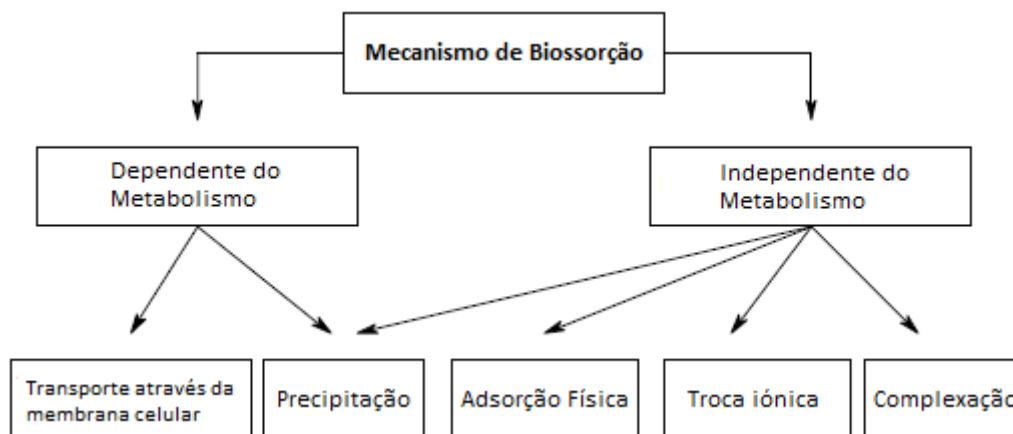 Mecanismo de Biossorção
Dependente do
Metabolismo
Independente do
Metabolismo
Transporte através da
membrana celular
Precipitação
Adsorção Física
Troca iónica
Complexação